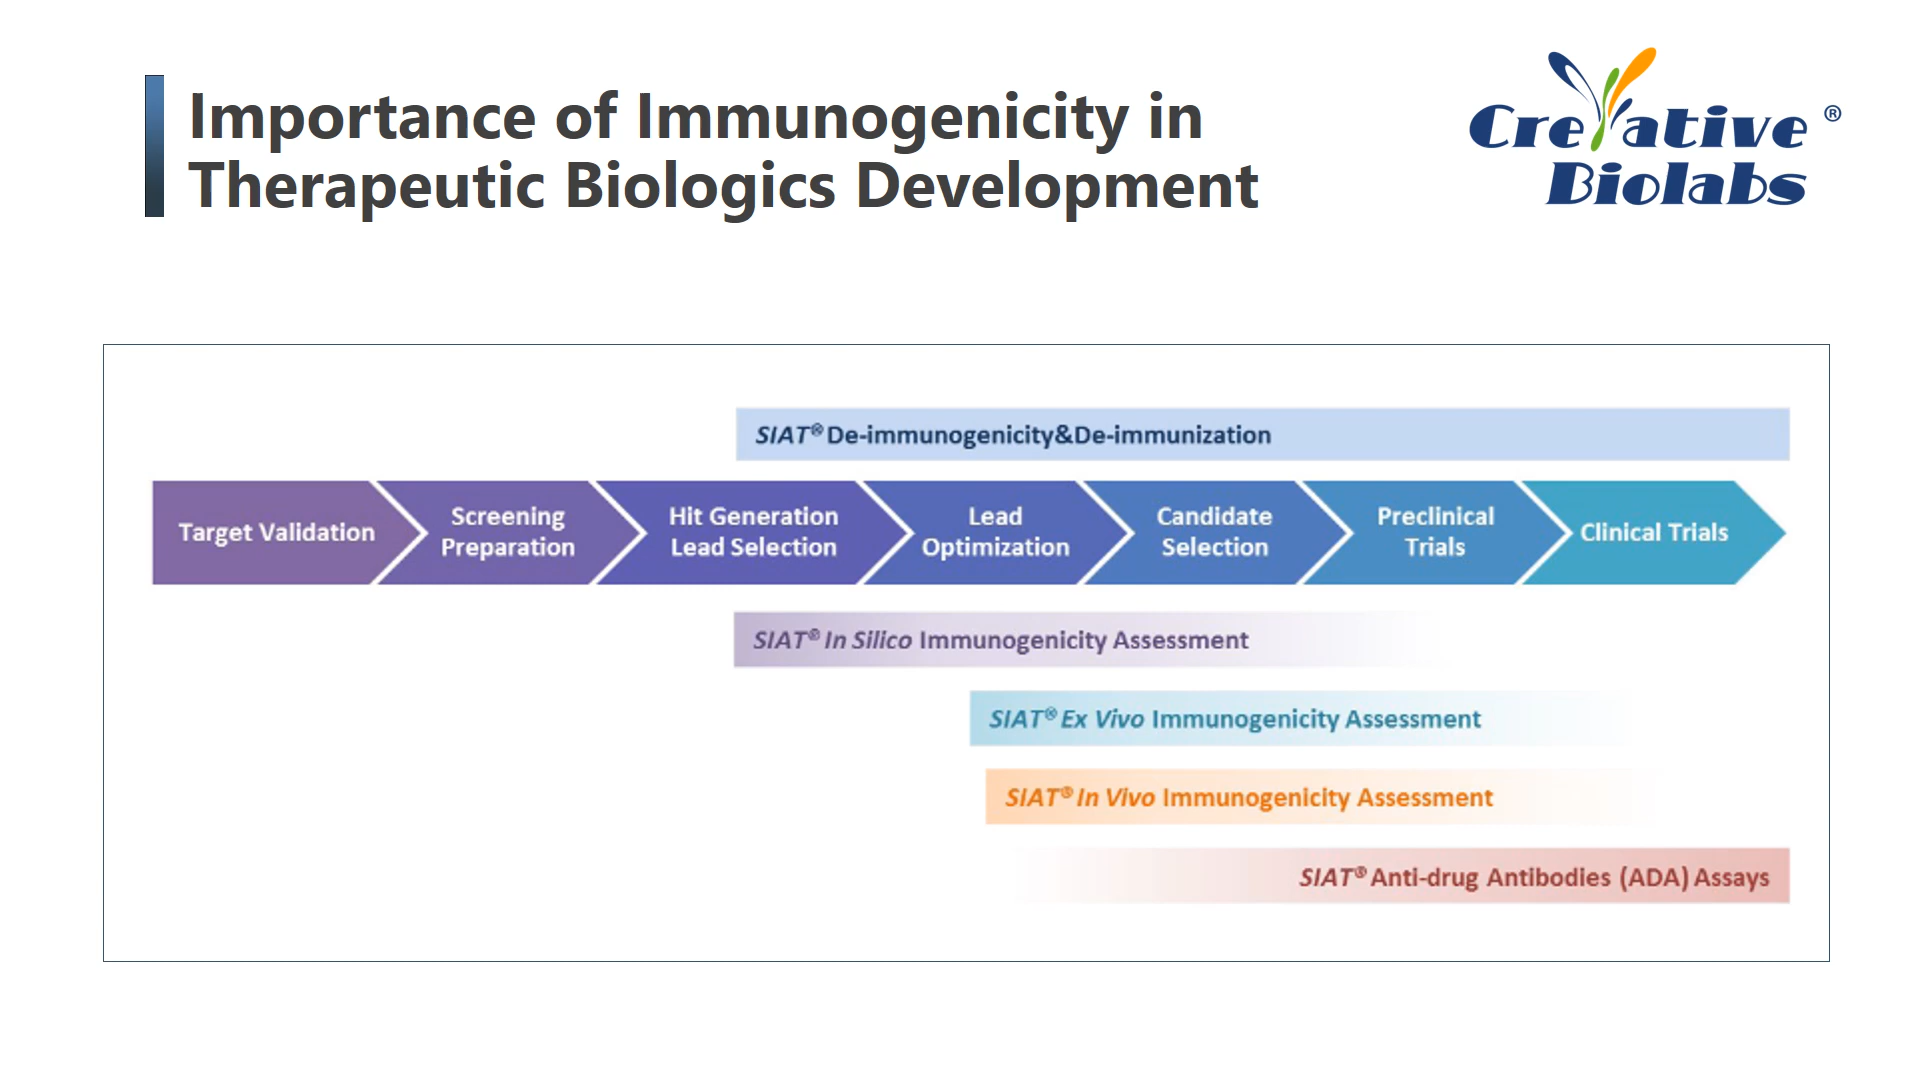 Importance of Immunogenicity in
Therapeutic Biologics Development
Creative ®
Biolabs
SIAT® De-immunogenicity&De-immunization
Target Validation
Screening
Preparation
Hit Generation
Lead Selection
Lead
Optimization
Candidate
Selection
Preclinical
Trials
Clinical Trials
SIAT® In Silico Immunogenicity Assessment
SIAT® Ex Vivo Immunogenicity Assessment
SIAT® In Vivo Immunogenicity Assessment
SIAT® Anti-drug Antibodies (ADA) Assays